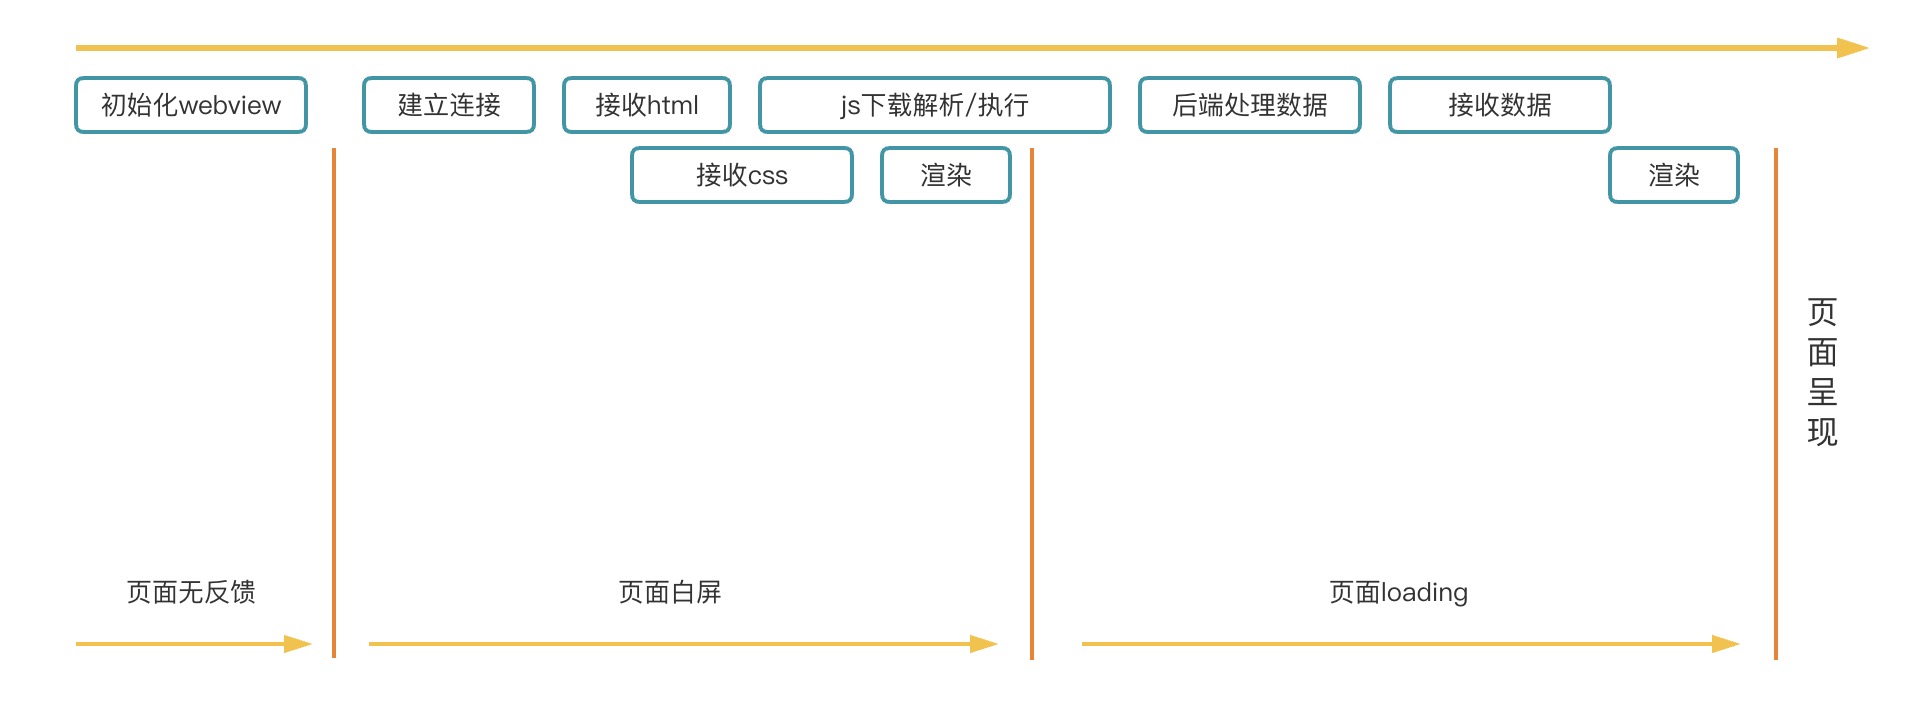 初始化webview
建立连接
接收html
js下载解析/执行
后端处理数据
接收数据
接收css
渲染
渲染
页面呈现
页面无反馈
页面白屏
页面loading